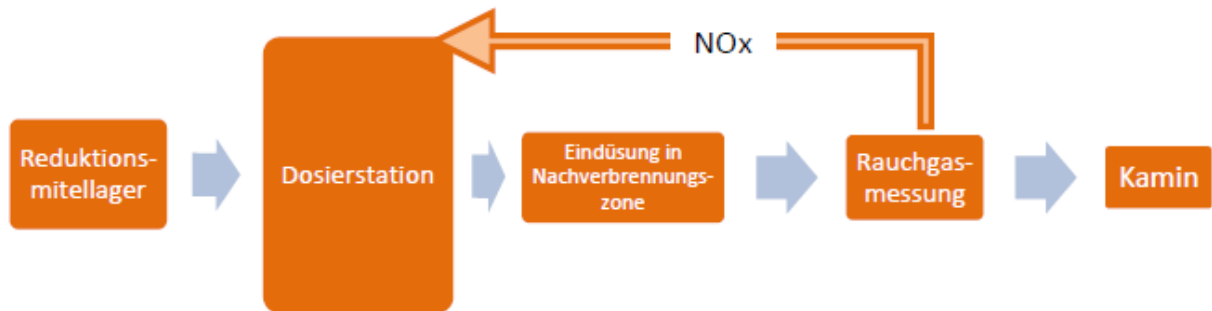 NOx
Reduktions-
mitellager
Dosierstation
Eindüsung in
Nachverbrennungs-
zone
Rauchgas-
messung
Kamin